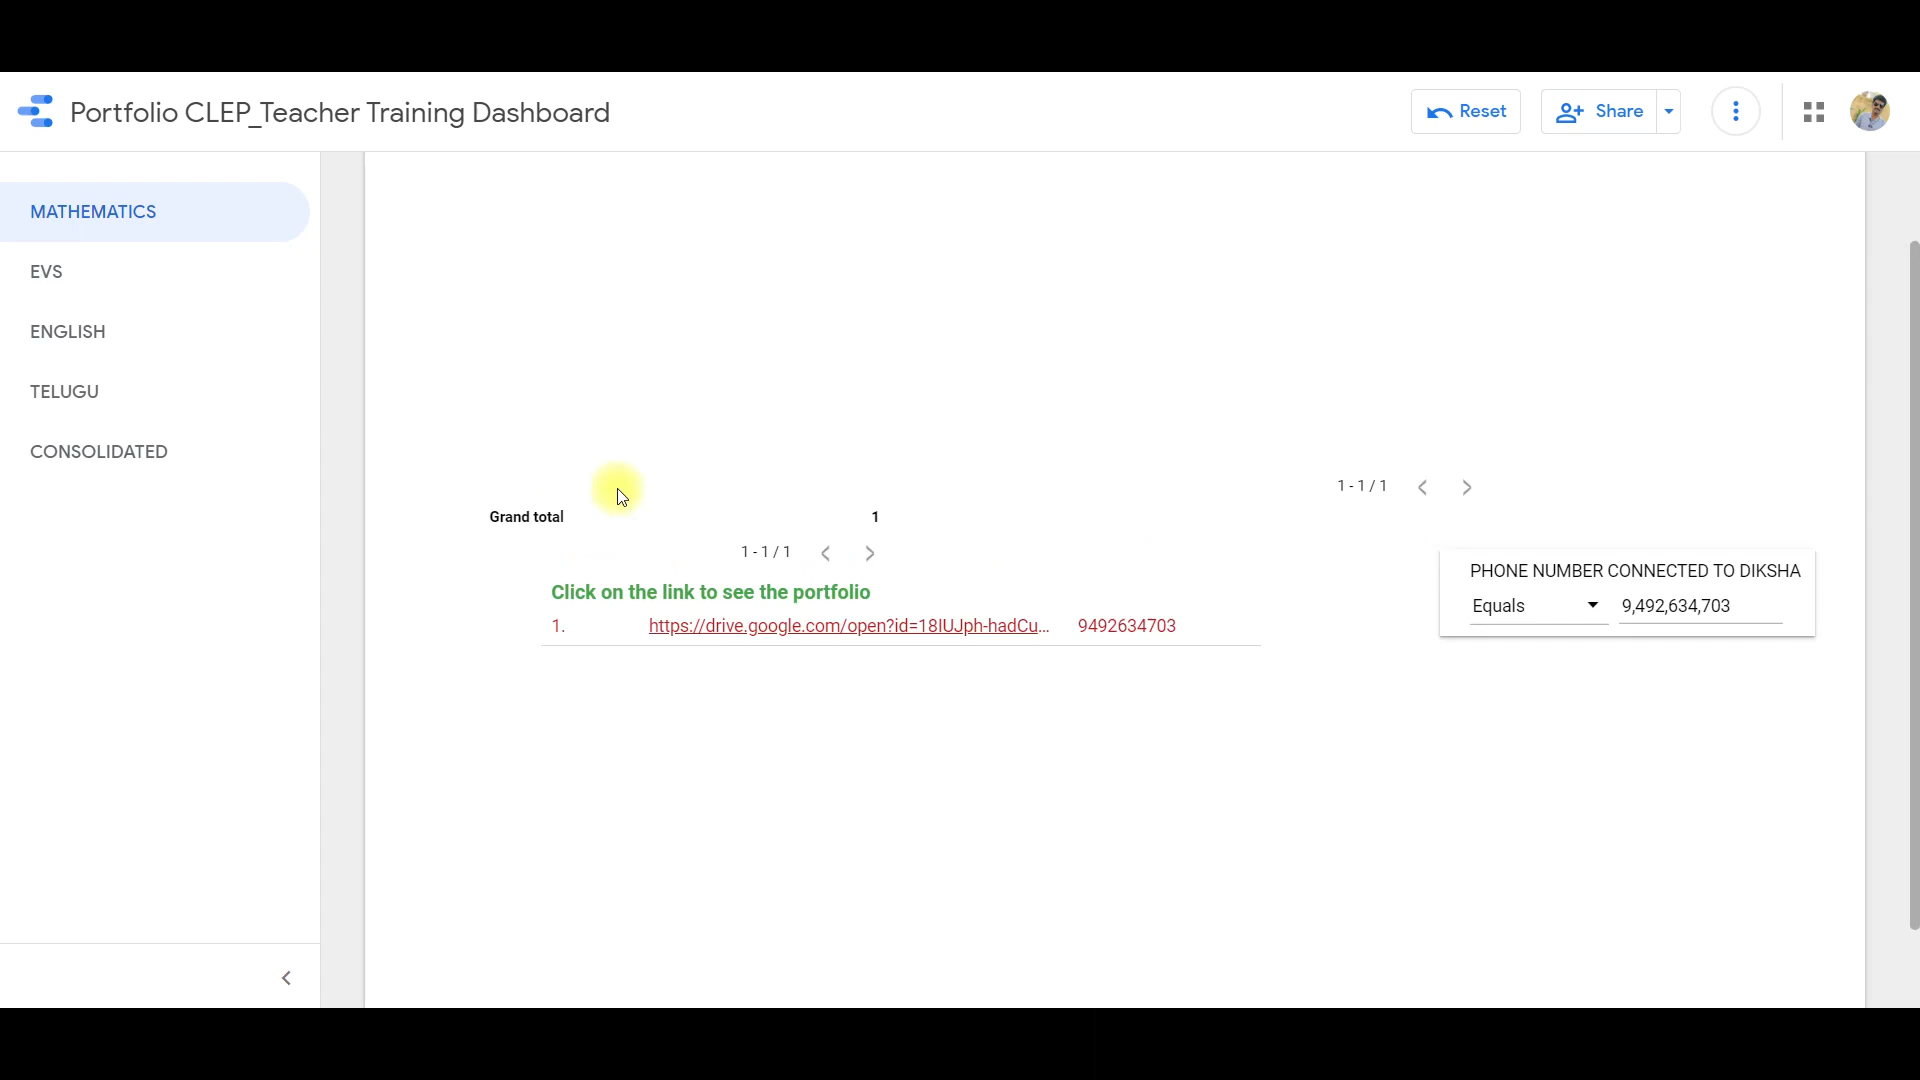 Portfolio CLEP_Teacher Training Dashboard
Reset
Share
MATHEMATICS
EVS
ENGLISH
TELUGU
CONSOLIDATED
1 - 1 / 1
Grand total 1
1 - 1 / 1
Click on the link to see the portfolio
1. https://drive.google.com/open?id=18IUJph-hadCu... 9492634703
PHONE NUMBER CONNECTED TO DIKSHA
Equals 9,492,634,703